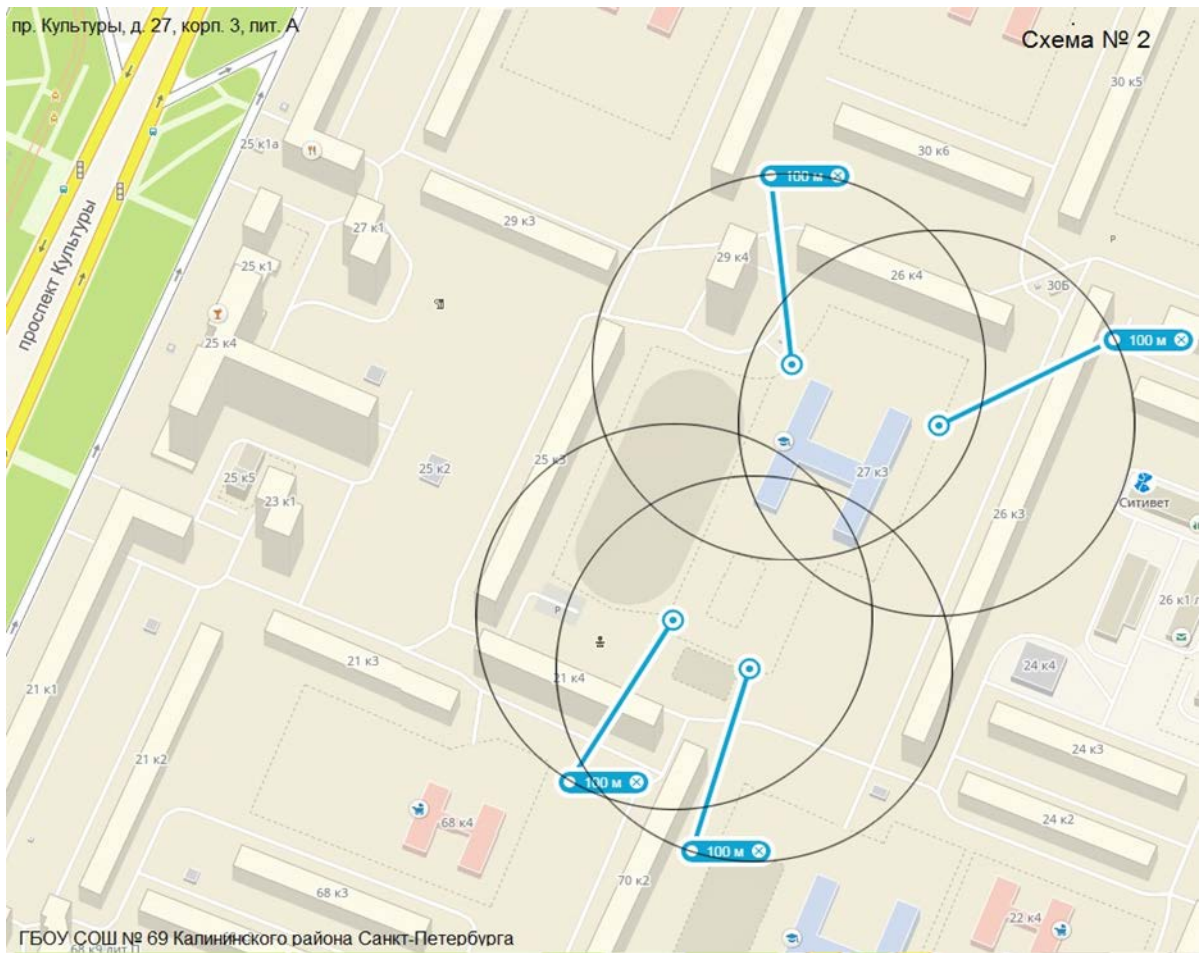 пр. Культуры, д. 27, корп. 3, лит. А
Схема № 2
30 к5
25 к1а
30 к6
29 к3
27 к1
проспект Культуры
25 к1
29 к4
26 к4
30Б
P
100 м
100 м
25 к4
25 к2
25 к3
27 к3
25 к5
23 к1
Ситивет
26 к3
26 к1 л
P
21 к3
21 к4
24 к4
21 к1
21 к2
24 к3
100 м
68 к4
24 к2
100 м
70 к2
68 к3
22 к4
ГБОУ СОШ № 69 Калининского района Санкт-Петербурга
68 к9 лит П